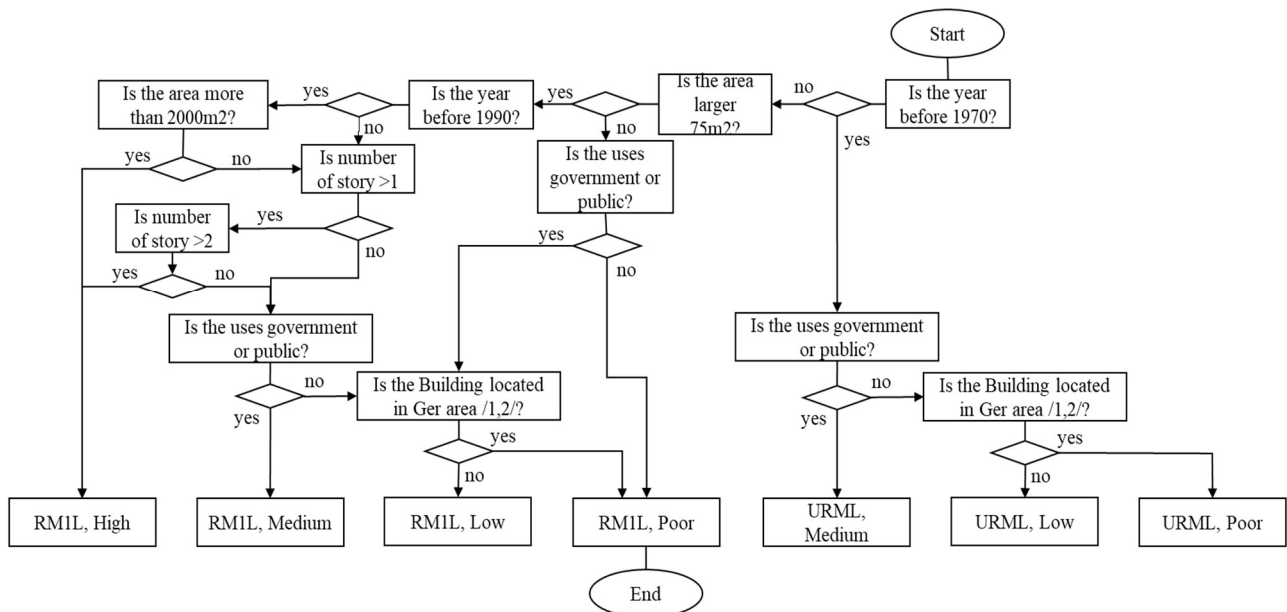 Start
Is the year
before 1970?
no
yes
Is the area
larger
75m2?
yes
no
Is the year
before 1990?
yes
no
Is the area more
than 2000m2?
yes
no
Is number
of story >1
yes
no
Is number
of story >2
yes
no
Is the uses
government or
public?
yes
no
Is the uses government
or public?
no
yes
Is the Building located
in Ger area /1,2/?
yes
no
Is the uses government
or public?
no
yes
Is the Building located
in Ger area /1,2/?
yes
no
RM1L, High
RM1L, Medium
RM1L, Low
RM1L, Poor
URML,
Medium
URML, Low
URML, Poor
End